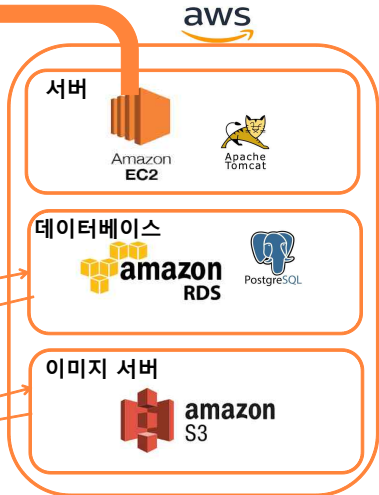 aws
서버
Amazon
EC2
Apache
Tomcat
데이터베이스
amazon
RDS
PostgreSQL
이미지 서버
amazon
S3